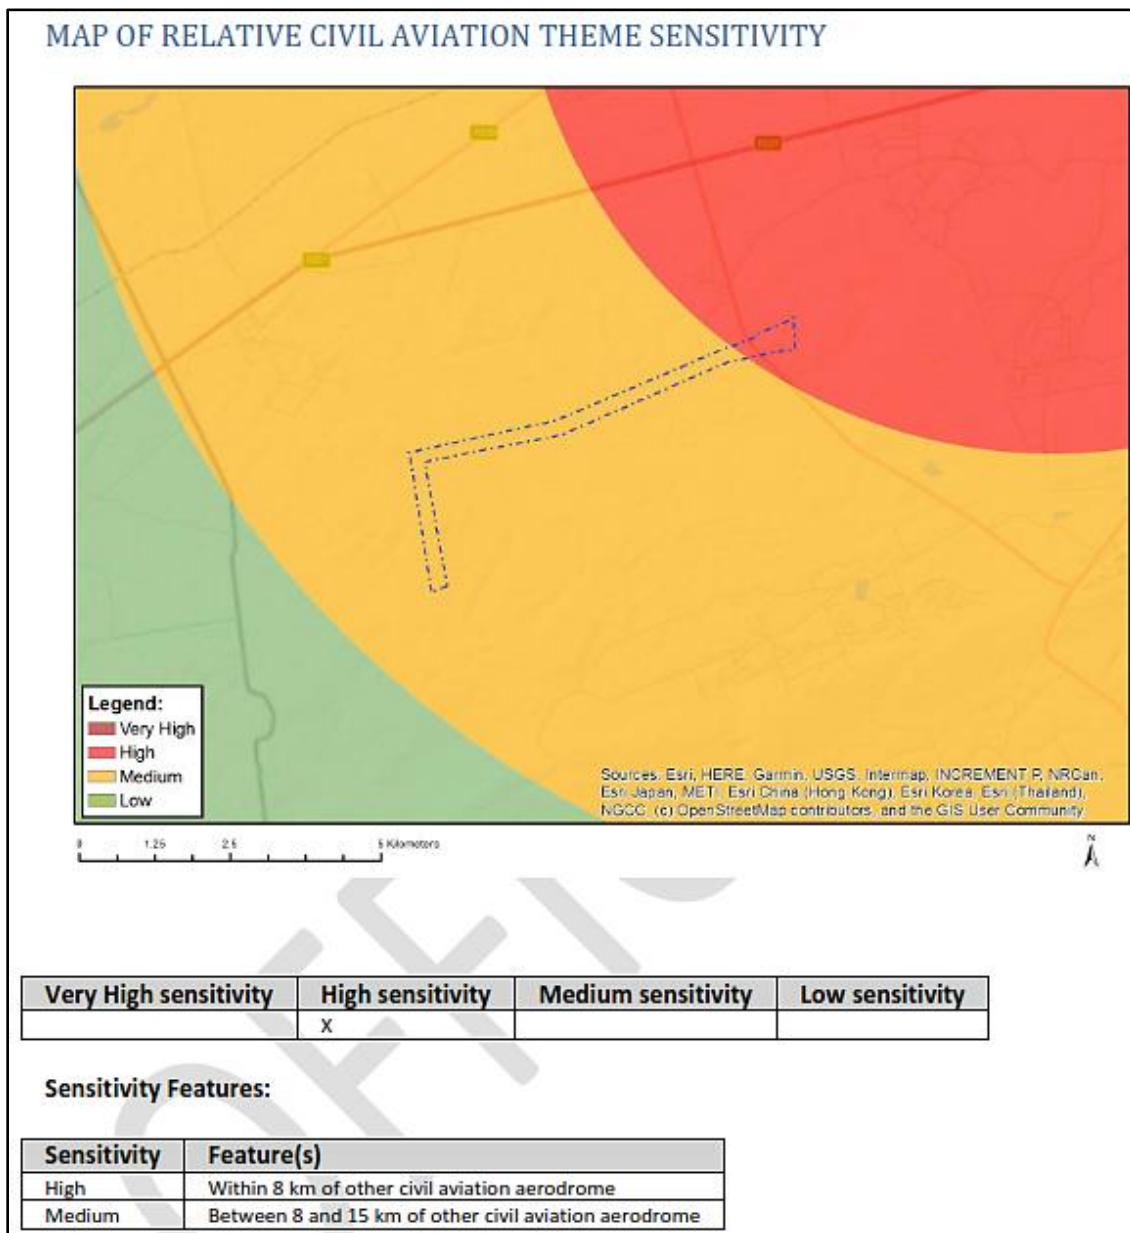 MAP OF RELATIVE CIVIL AVIATION THEME SENSITIVITY
Legend:
Very High
High
Medium
Low
Sources: Esri, HERE, Garmin, USGS, Intermap, INCREMENT P, NRCan,
Esri Japan, METI, Esri China (Hong Kong), Esri Korea, Esri (Thailand),
NGCC, (c) OpenStreetMap contributors, and the GIS User Community
0 1.25 2.5 5 Kilometers
N
Very High sensitivity High sensitivity Medium sensitivity Low sensitivity
X
Sensitivity Features:
Sensitivity Feature(s)
High Within 8 km of other civil aviation aerodrome
Medium Between 8 and 15 km of other civil aviation aerodrome